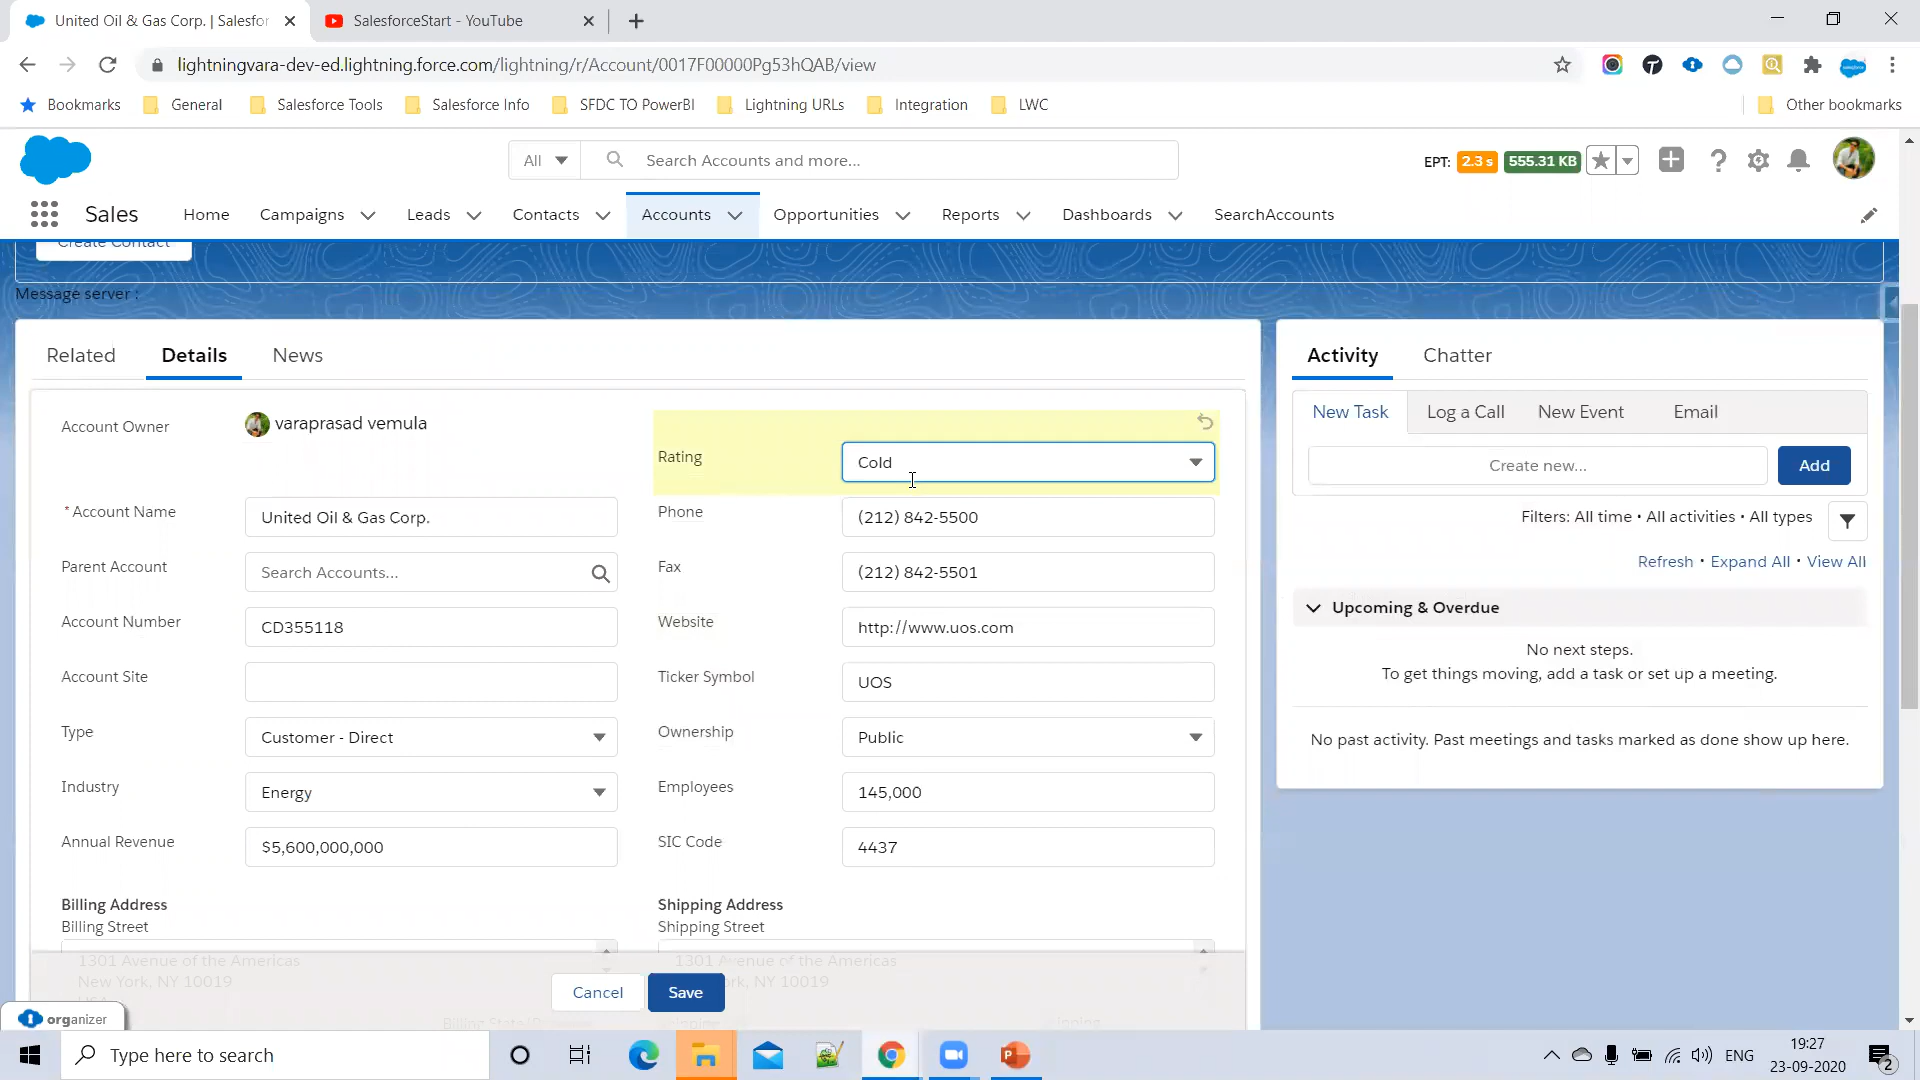 United Oil & Gas Corp. | Salesfor
SalesforceStart - YouTube
lightningvara-dev-ed.lightning.force.com/lightning/r/Account/0017F00000Pg53hQAB/view
Bookmarks General Salesforce Tools Salesforce Info SFDC TO PowerBI Lightning URLs Integration LWC Other bookmarks
All Search Accounts and more... EPT: 2.3 s 555.31 KB
Sales Home Campaigns Leads Contacts Accounts Opportunities Reports Dashboards SearchAccounts
Create Contact
Message server :
Related Details News
Account Owner varaprasad vemula
Rating Cold
* Account Name United Oil & Gas Corp.
Phone (212) 842-5500
Parent Account Search Accounts...
Fax (212) 842-5501
Account Number CD355118
Website http://www.uos.com
Account Site
Ticker Symbol UOS
Type Customer - Direct
Ownership Public
Industry Energy
Employees 145,000
Annual Revenue $5,600,000,000
SIC Code 4437
Billing Address
Billing Street
1301 Avenue of the Americas
New York, NY 10019
Shipping Address
Shipping Street
1301 Avenue of the Americas
rk, NY 10019
Cancel Save
Activity Chatter
New Task Log a Call New Event Email
Create new... Add
Filters: All time • All activities • All types
Refresh • Expand All • View All
Upcoming & Overdue
No next steps.
To get things moving, add a task or set up a meeting.
No past activity. Past meetings and tasks marked as done show up here.
organizer
Type here to search
ENG
19:27
23-09-2020
2